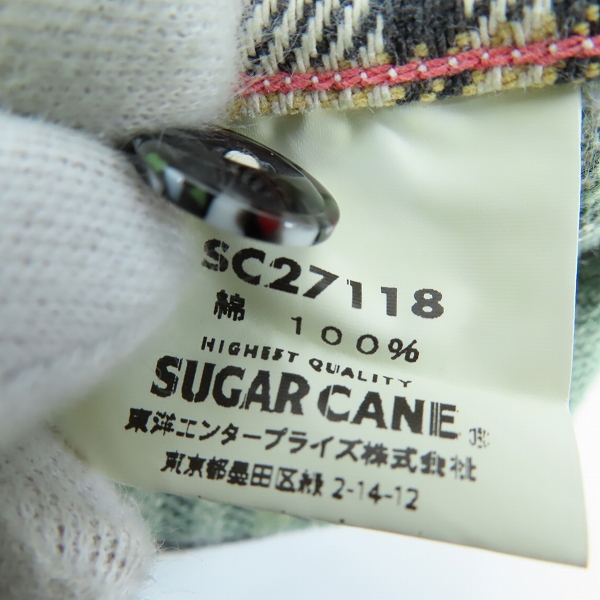 SC27118
綿 100%
HIGHEST QUALITY
SUGAR CANE ®
東洋エンタープライズ株式会社
東京都墨田区緑 2-14-12